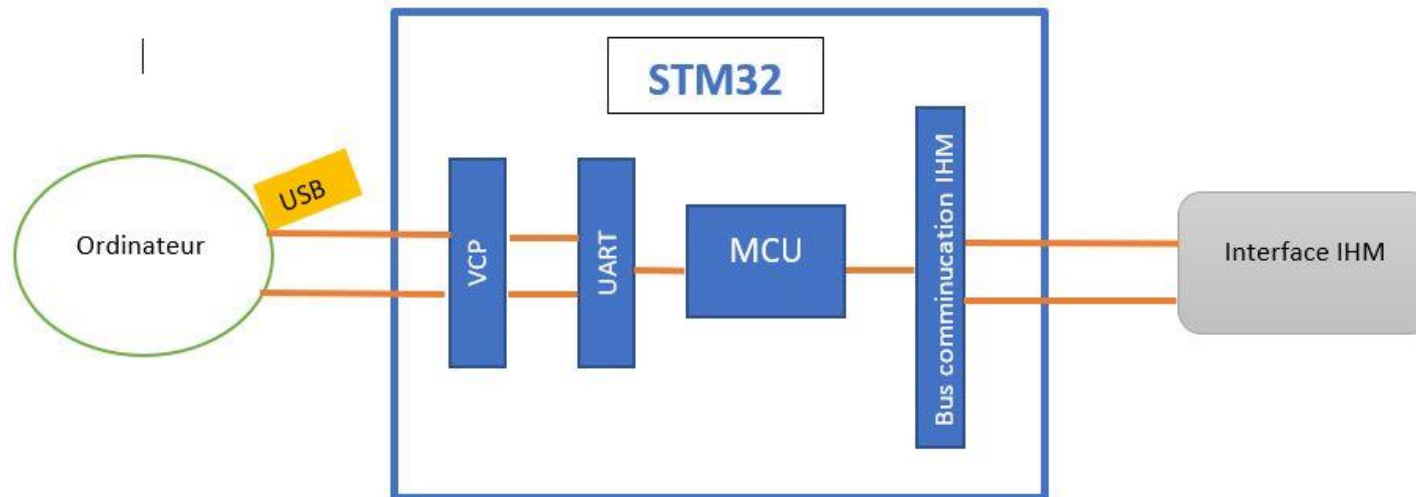 STM32
USB
Ordinateur
VCP
UART
MCU
Bus comminucation IHM
Interface IHM